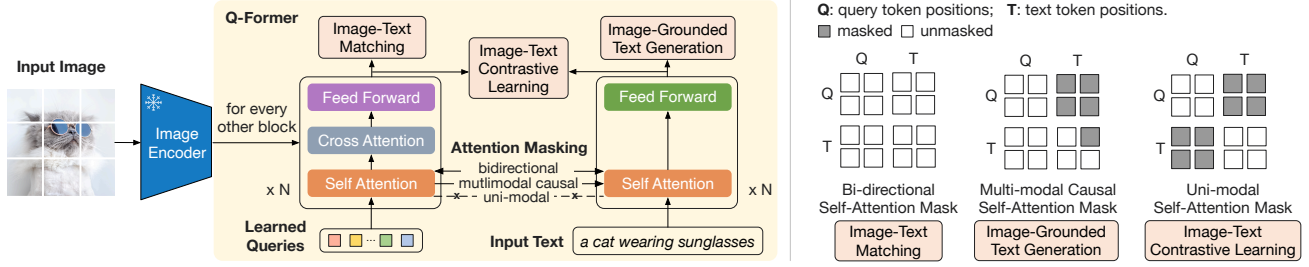 Input Image
Image
Encoder
Q-Former
for every
other block
Image-Text
Matching
Image-Text
Contrastive
Learning
Image-Grounded
Text Generation
Feed Forward
Cross Attention
Self Attention
x N
Feed Forward
Self Attention
x N
Attention Masking
bidirectional
mutlimodal causal
uni-modal
x
x
Learned
Queries
...
Input Text
a cat wearing sunglasses
Q: query token positions; T: text token positions.
masked unmasked
Q T
Q
T
Bi-directional
Self-Attention Mask
Image-Text
Matching
Q T
Q
T
Multi-modal Causal
Self-Attention Mask
Image-Grounded
Text Generation
Q T
Q
T
Uni-modal
Self-Attention Mask
Image-Text
Contrastive Learning